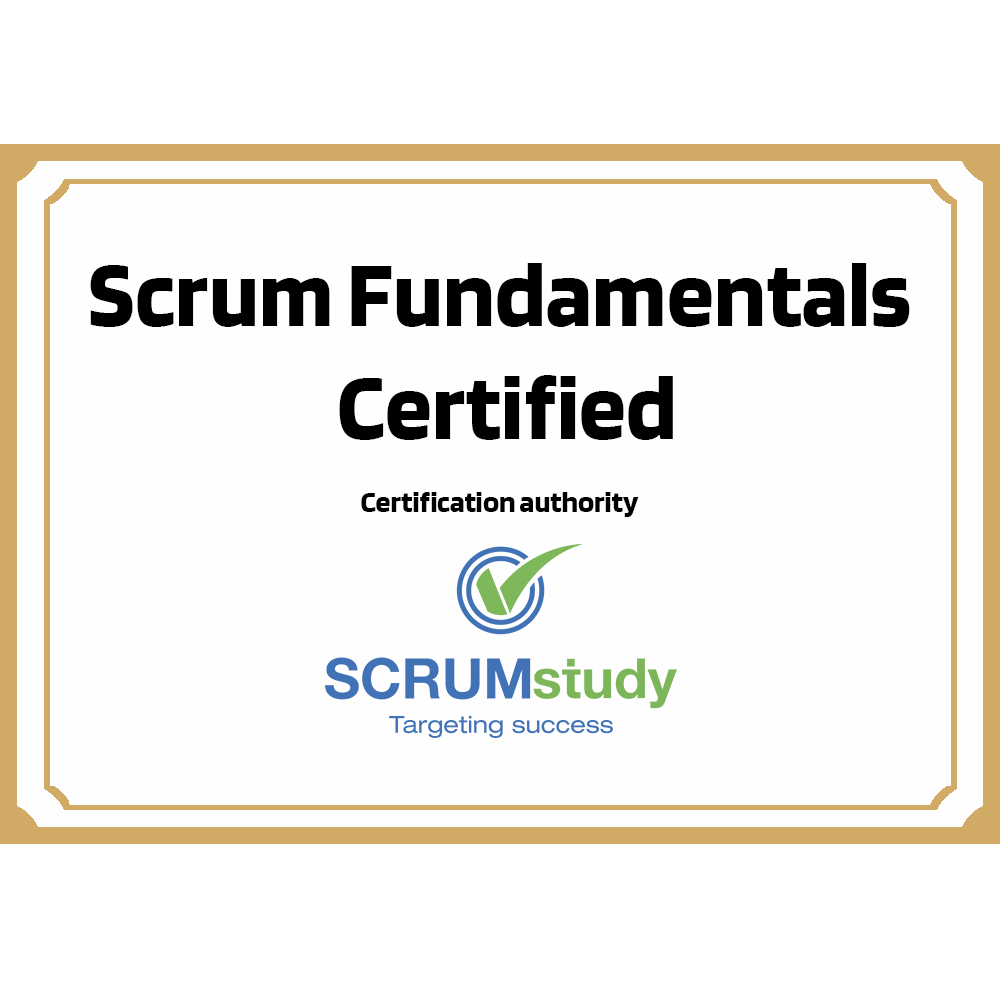 Scrum Fundamentals
Certified
Certification authority
SCRUMstudy
Targeting success